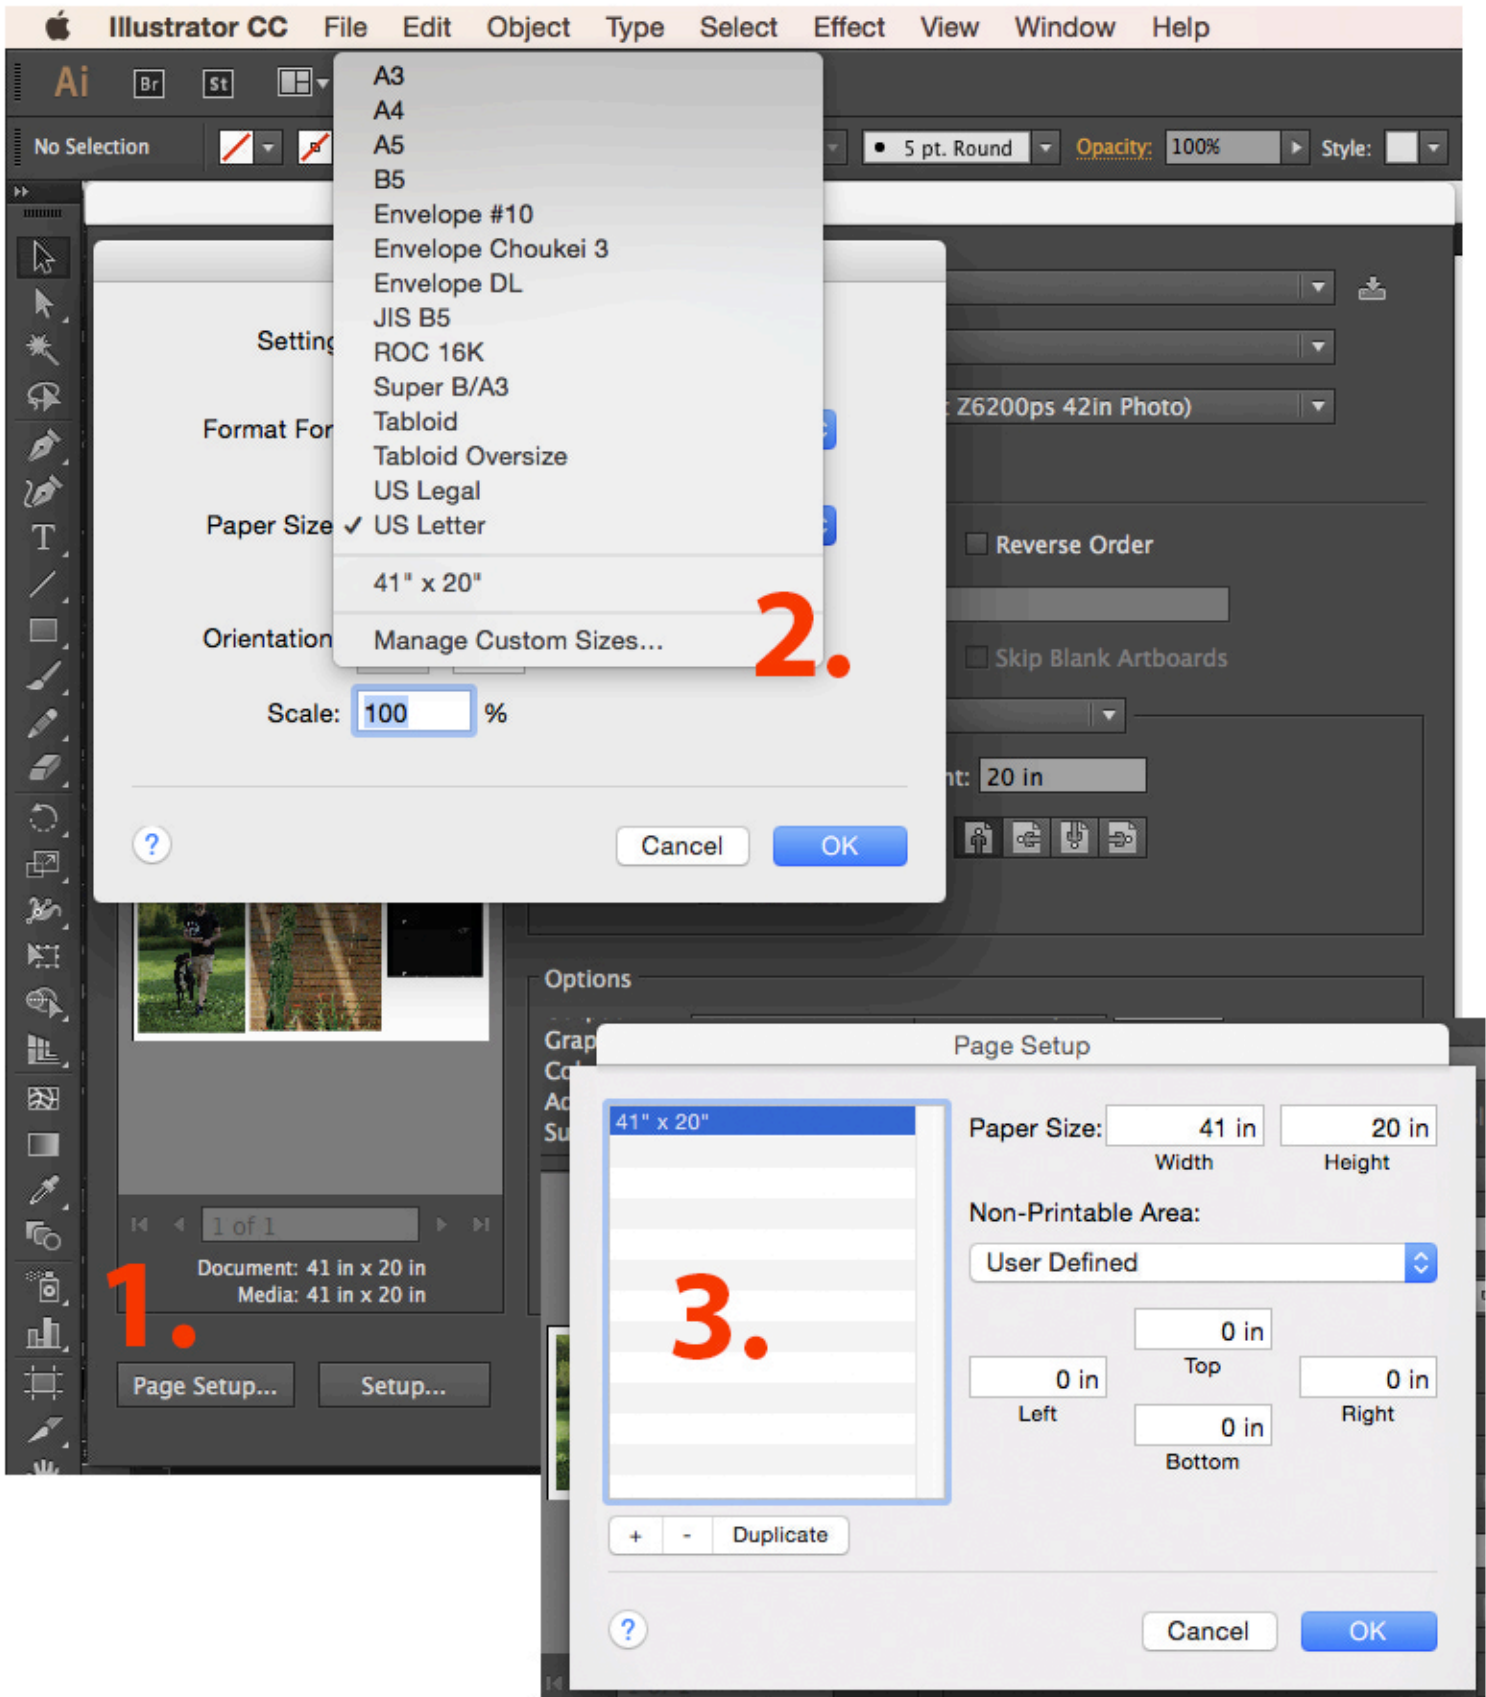 Illustrator CC File Edit Object Type Select Effect View Window Help
Ai Br St
No Selection
5 pt. Round Opacity: 100% Style:
A3
A4
A5
B5
Envelope #10
Envelope Choukei 3
Envelope DL
JIS B5
ROC 16K
Super B/A3
Tabloid
Tabloid Oversize
US Legal
✓ US Letter
41" x 20"
Manage Custom Sizes...
2.
Setting
Format For
Paper Size
Orientation
Scale: 100 %
? Cancel OK
Z6200ps 42in Photo)
Reverse Order
Skip Blank Artboards
20 in
Options
1 of 1
Document: 41 in x 20 in
Media: 41 in x 20 in
1.
Page Setup... Setup...
Page Setup
41" x 20"
3.
+ - Duplicate
Paper Size: 41 in 20 in
Width Height
Non-Printable Area:
User Defined
0 in
Top
0 in 0 in
Left Right
0 in
Bottom
? Cancel OK